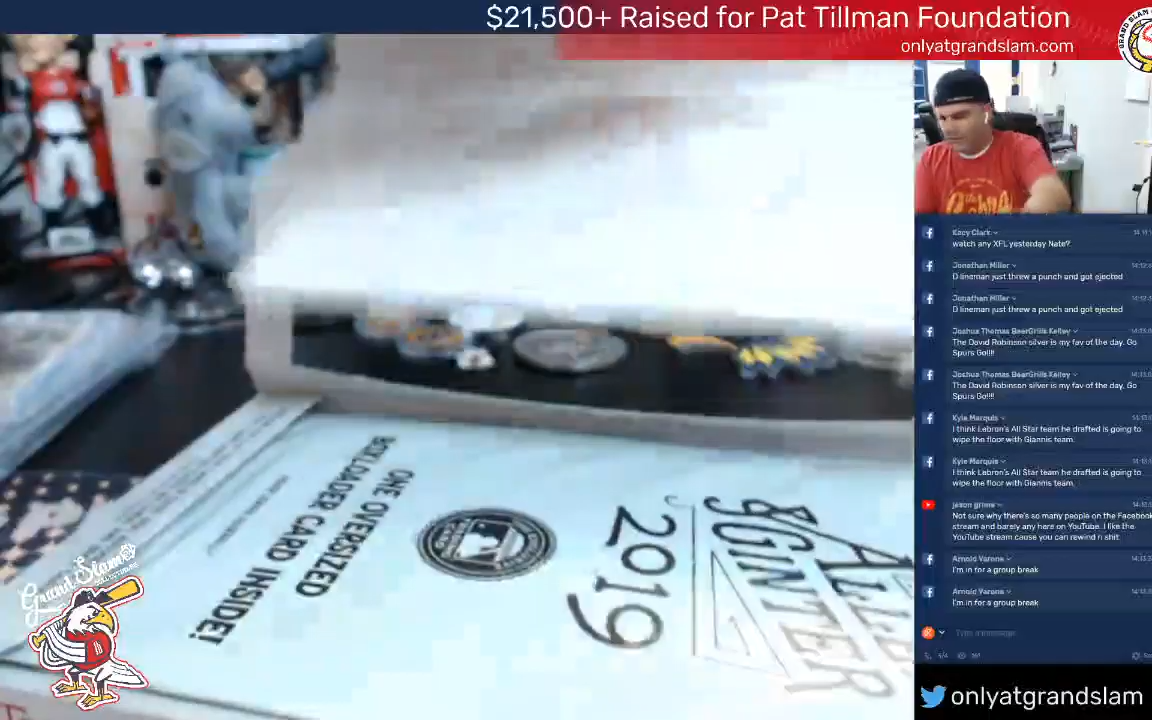 $21,500+ Raised for Pat Tillman Foundation
onlyatgrandslam.com
GRAND SLAM
Kacy Clark
watch any XFL yesterday Nate?
Jonathan Miller
D lineman just threw a punch and got ejected
Jonathan Miller
D lineman just threw a punch and got ejected
Joshua Thomas BearGrills Kelley
The David Robinson silver is my fav of the day. Go
Spurs Go!!!!
Joshua Thomas BearGrills Kelley
The David Robinson silver is my fav of the day. Go
Spurs Go!!!!
Kyle Marquis
I think Lebron's All Star team he drafted is going to
wipe the floor with Giannis team.
Kyle Marquis
I think Lebron's All Star team he drafted is going to
wipe the floor with Giannis team.
jason grime
Not sure why there's so many people on the Facebook
stream and barely any here on YouTube. I like the
YouTube stream cause you can rewind n shit
Arnold Varona
I'm in for a group break
Arnold Varona
I'm in for a group break
Type a message
onlyatgrandslam
ONE OVERSIZED
BOXLOADER CARD
INSIDE!
2019
ALLEN
& GINTER
Grand Slam